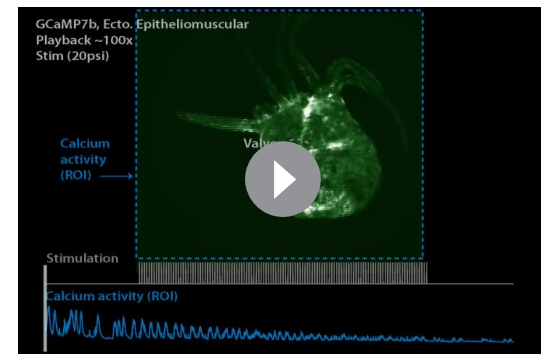 GCaMP7b, Ecto. Epitheliomuscular
Playback ~100x
Stim (20psi)
Calcium
activity
(ROI)
Stimulation
Calcium activity (ROI)